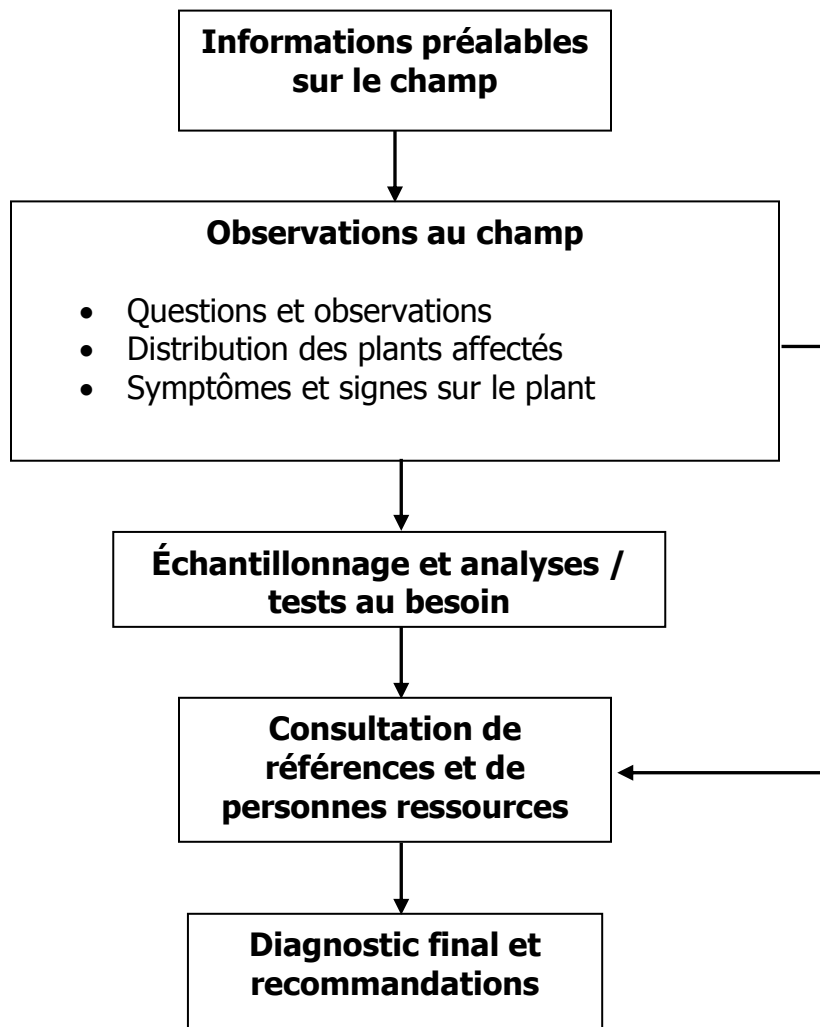 Informations préalables
sur le champ
Observations au champ
• Questions et observations
• Distribution des plants affectés
• Symptômes et signes sur le plant
Échantillonnage et analyses /
tests au besoin
Consultation de
références et de
personnes ressources
Diagnostic final et
recommandations